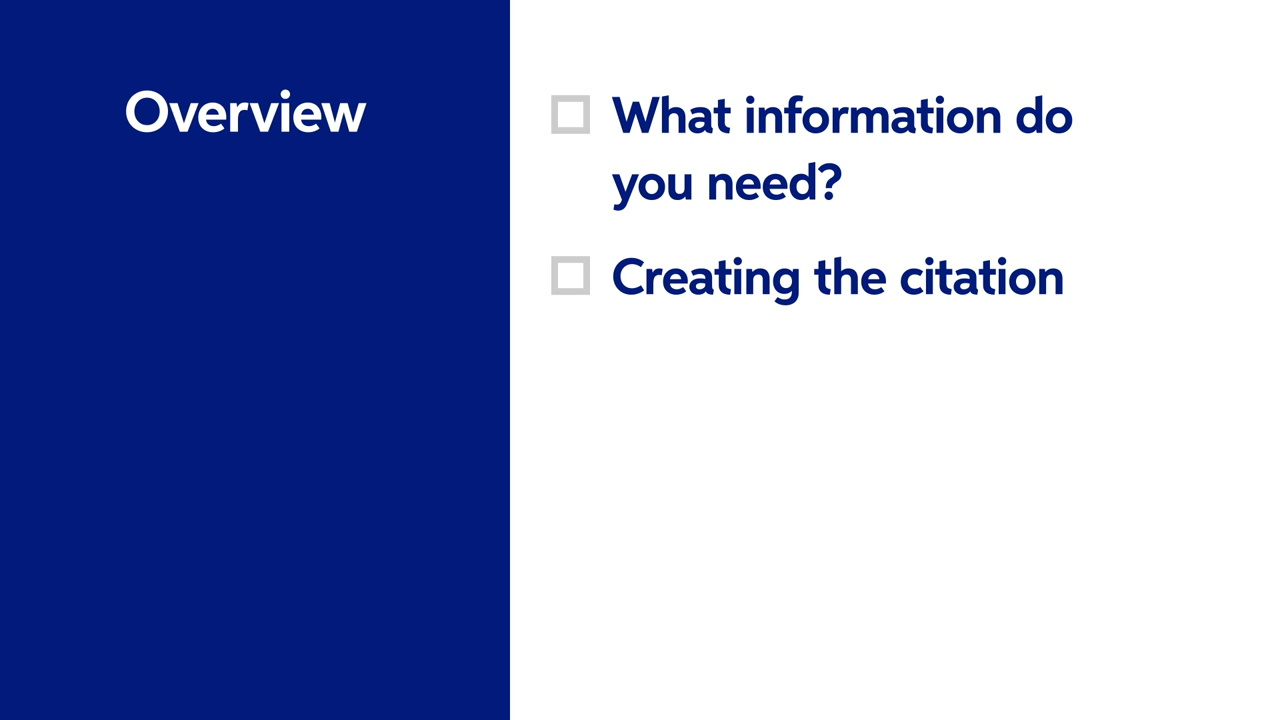 Overview
What information do
you need?
Creating the citation